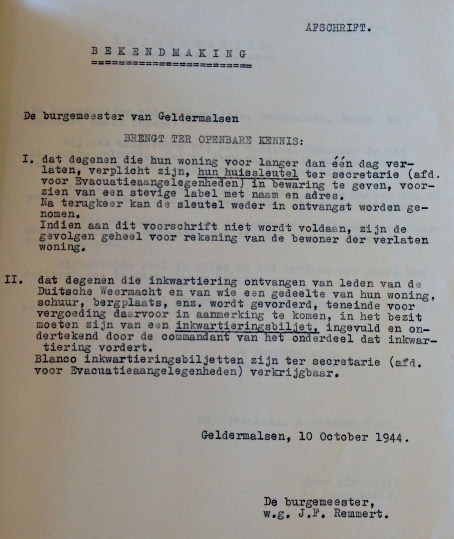 AFSCHRIFT.
BEKENDMAKING
De burgemeester van Geldermalsen
BRENGT TER OPENBARE KENNIS:
I. dat degenen die hun woning voor langer dan één dag ver-
laten, verplicht zijn, hun huissleutel ter secretarie (afd.
voor Evacuatieaangelegenheden) in bewaring te geven, voor-
zien van een stevige label met naam en adres.
Na terugkeer kan de sleutel weder in ontvangst worden ge-
nomen.
Indien aan dit voorschrift niet wordt voldaan, zijn de
gevolgen geheel voor rekening van de bewoner der verlaten
woning.
II. dat degenen die inkwartiering ontvangen van leden van de
Duitsche Weermacht en van wie een gedeelte van hun woning,
schuur, bergplaats, enz. wordt gevorderd, teneinde voor
vergoeding daarvoor in aanmerking te komen, in het bezit
moeten zijn van een inkwartieringsbiljet, ingevuld en on-
dertekend door de commandant van het onderdeel dat inkwar-
tiering vordert.
Blanco inkwartieringsbiljetten zijn ter secretarie (afd.
voor Evacuatieaangelegenheden) verkrijgbaar.
Geldermalsen, 10 October 1944.
De burgemeester,
w.g. J.F. Remmert.